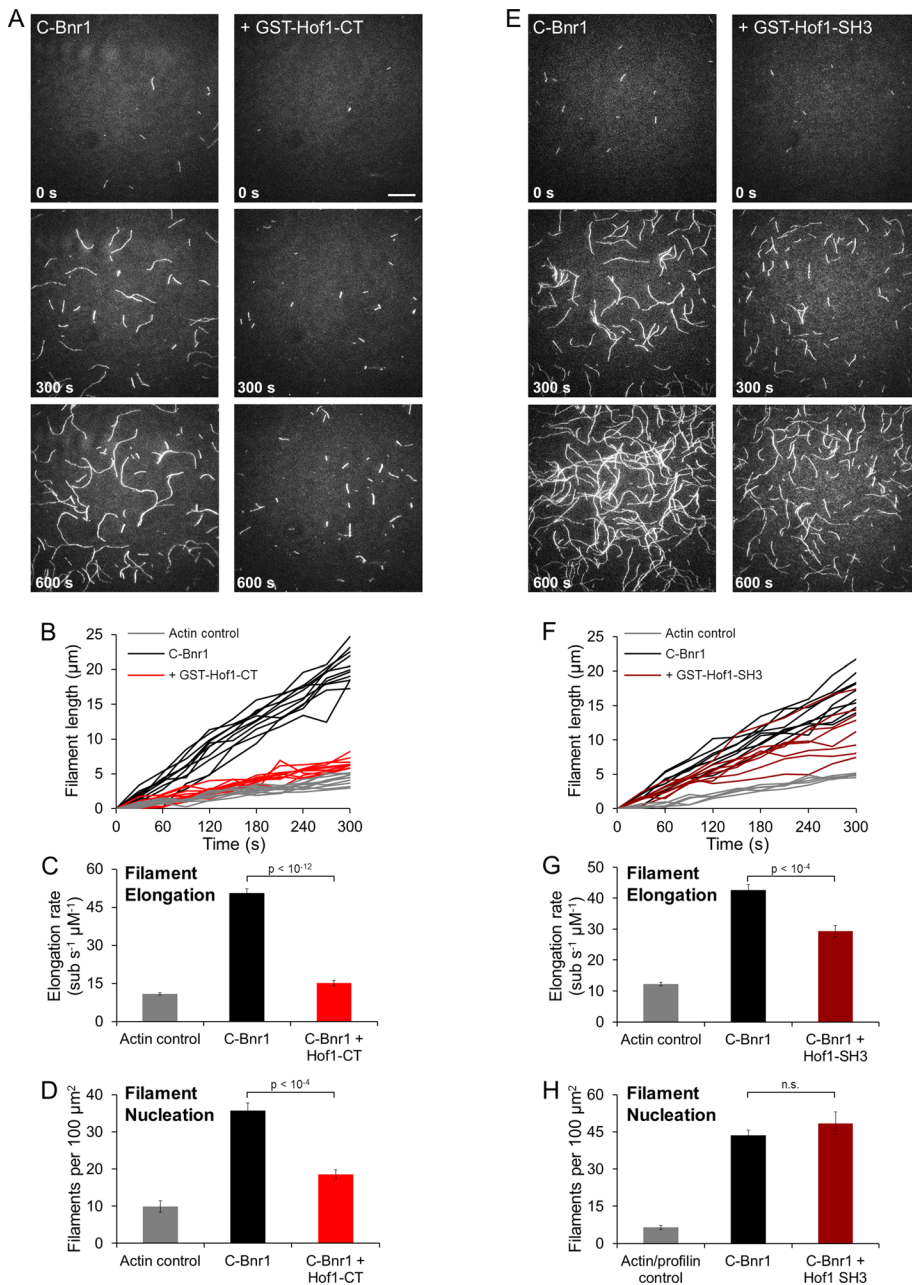 A
C-Bnr1
+ GST-Hof1-CT
0 s
0 s
300 s
300 s
600 s
600 s
B
Actin control
C-Bnr1
+ GST-Hof1-CT
Filament length (μm)
25
20
15
10
5
0
0 60 120 180 240 300
Time (s)
C
Filament
Elongation
p < 10⁻¹²
Elongation rate
(sub s⁻¹ μM⁻¹)
60
45
30
15
0
Actin control
C-Bnr1
C-Bnr1 +
Hof1-CT
D
Filament
Nucleation
p < 10⁻⁴
Filaments per 100 μm²
40
30
20
10
0
Actin control
C-Bnr1
C-Bnr1 +
Hof1-CT
E
C-Bnr1
+ GST-Hof1-SH3
0 s
0 s
300 s
300 s
600 s
600 s
F
Actin control
C-Bnr1
+ GST-Hof1-SH3
Filament length (μm)
25
20
15
10
5
0
0 60 120 180 240 300
Time (s)
G
Filament
Elongation
p < 10⁻⁴
Elongation rate
(sub s⁻¹ μM⁻¹)
50
40
30
20
10
0
Actin control
C-Bnr1
C-Bnr1 +
Hof1-SH3
H
Filament
Nucleation
n.s.
Filaments per 100 μm²
60
45
30
15
0
Actin/profilin
control
C-Bnr1
C-Bnr1 +
Hof1 SH3